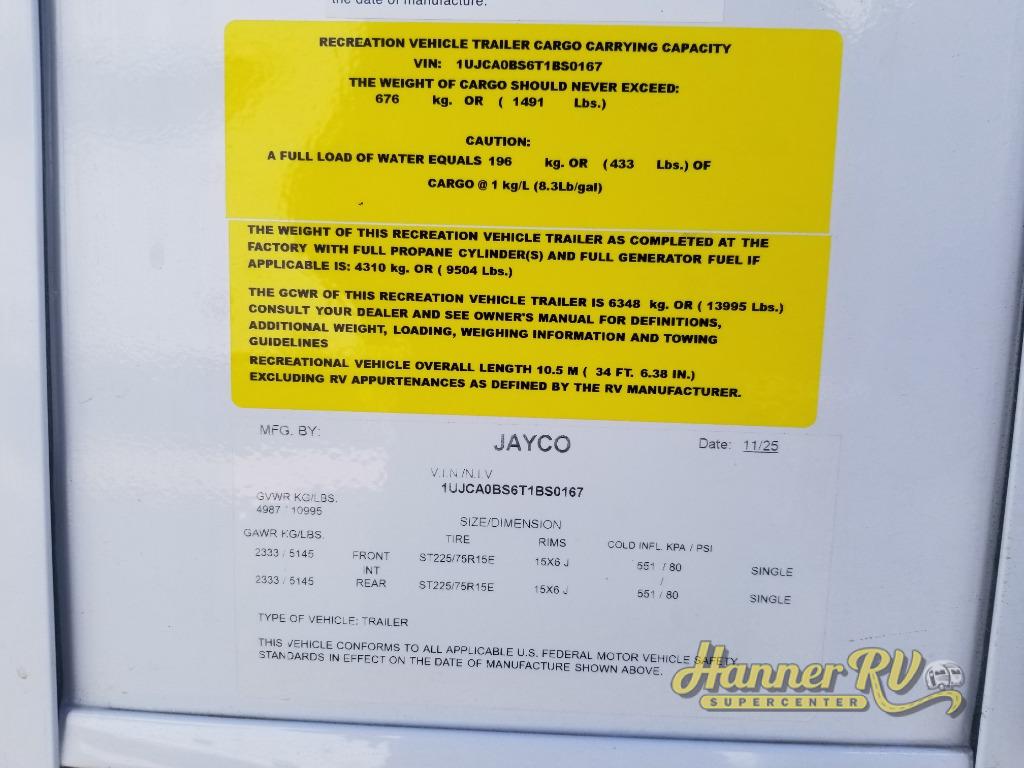 the date of manufacture.
RECREATION VEHICLE TRAILER CARGO CARRYING CAPACITY
VIN: 1UJCA0BS6T1BS0167
THE WEIGHT OF CARGO SHOULD NEVER EXCEED:
676 kg. OR ( 1491 Lbs.)
CAUTION:
A FULL LOAD OF WATER EQUALS 196 kg. OR (433 Lbs.) OF
CARGO @ 1 kg/L (8.3Lb/gal)
THE WEIGHT OF THIS RECREATION VEHICLE TRAILER AS COMPLETED AT THE
FACTORY WITH FULL PROPANE CYLINDER(S) AND FULL GENERATOR FUEL IF
APPLICABLE IS: 4310 kg. OR ( 9504 Lbs.)
THE GCWR OF THIS RECREATION VEHICLE TRAILER IS 6348 kg. OR ( 13995 Lbs.)
CONSULT YOUR DEALER AND SEE OWNER'S MANUAL FOR DEFINITIONS,
ADDITIONAL WEIGHT, LOADING, WEIGHING INFORMATION AND TOWING
GUIDELINES
RECREATIONAL VEHICLE OVERALL LENGTH 10.5 M ( 34 FT. 6.38 IN.)
EXCLUDING RV APPURTENANCES AS DEFINED BY THE RV MANUFACTURER.
MFG. BY: JAYCO Date: 11/25
V.I.N./N.I.V
1UJCA0BS6T1BS0167
GVWR KG/LBS.
4987 10995
SIZE/DIMENSION
GAWR KG/LBS. TIRE RIMS COLD INFL. KPA / PSI
2333 / 5145 FRONT ST225/75R15E 15X6 J 551 / 80 SINGLE
INT /
2333 / 5145 REAR ST225/75R15E 15X6 J 551 / 80 SINGLE
TYPE OF VEHICLE: TRAILER
THIS VEHICLE CONFORMS TO ALL APPLICABLE U.S. FEDERAL MOTOR VEHICLE SAFETY
STANDARDS IN EFFECT ON THE DATE OF MANUFACTURE SHOWN ABOVE.
Hanner RV
SUPERCENTER